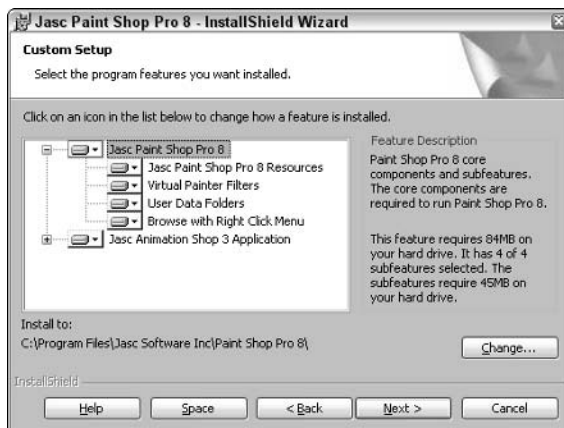 Jasc Paint Shop Pro 8 - InstallShield Wizard
Custom Setup
Select the program features you want installed.
Click on an icon in the list below to change how a feature is installed.
Jasc Paint Shop Pro 8
Jasc Paint Shop Pro 8 Resources
Virtual Painter Filters
User Data Folders
Browse with Right Click Menu
Jasc Animation Shop 3 Application
Feature Description
Paint Shop Pro 8 core
components and subfeatures.
The core components are
required to run Paint Shop Pro 8.
This feature requires 84MB on
your hard drive. It has 4 of 4
subfeatures selected. The
subfeatures require 45MB on
your hard drive.
Install to:
C:\Program Files\Jasc Software Inc\Paint Shop Pro 8\
Change...
InstallShield
Help Space < Back Next > Cancel